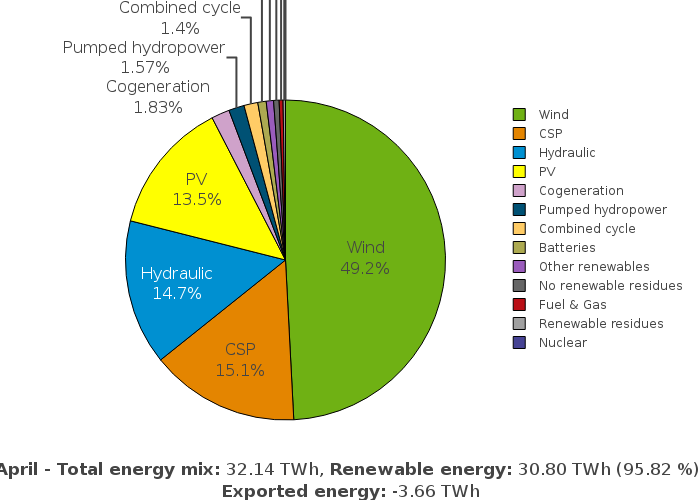 Combined cycle
1.4%
Pumped hydropower
1.57%
Cogeneration
1.83%
PV
13.5%
Wind
49.2%
Hydraulic
14.7%
CSP
15.1%
Wind
CSP
Hydraulic
PV
Cogeneration
Pumped hydropower
Combined cycle
Batteries
Other renewables
No renewable residues
Fuel & Gas
Renewable residues
Nuclear
April - Total energy mix: 32.14 TWh, Renewable energy: 30.80 TWh (95.82 %)
Exported energy: -3.66 TWh